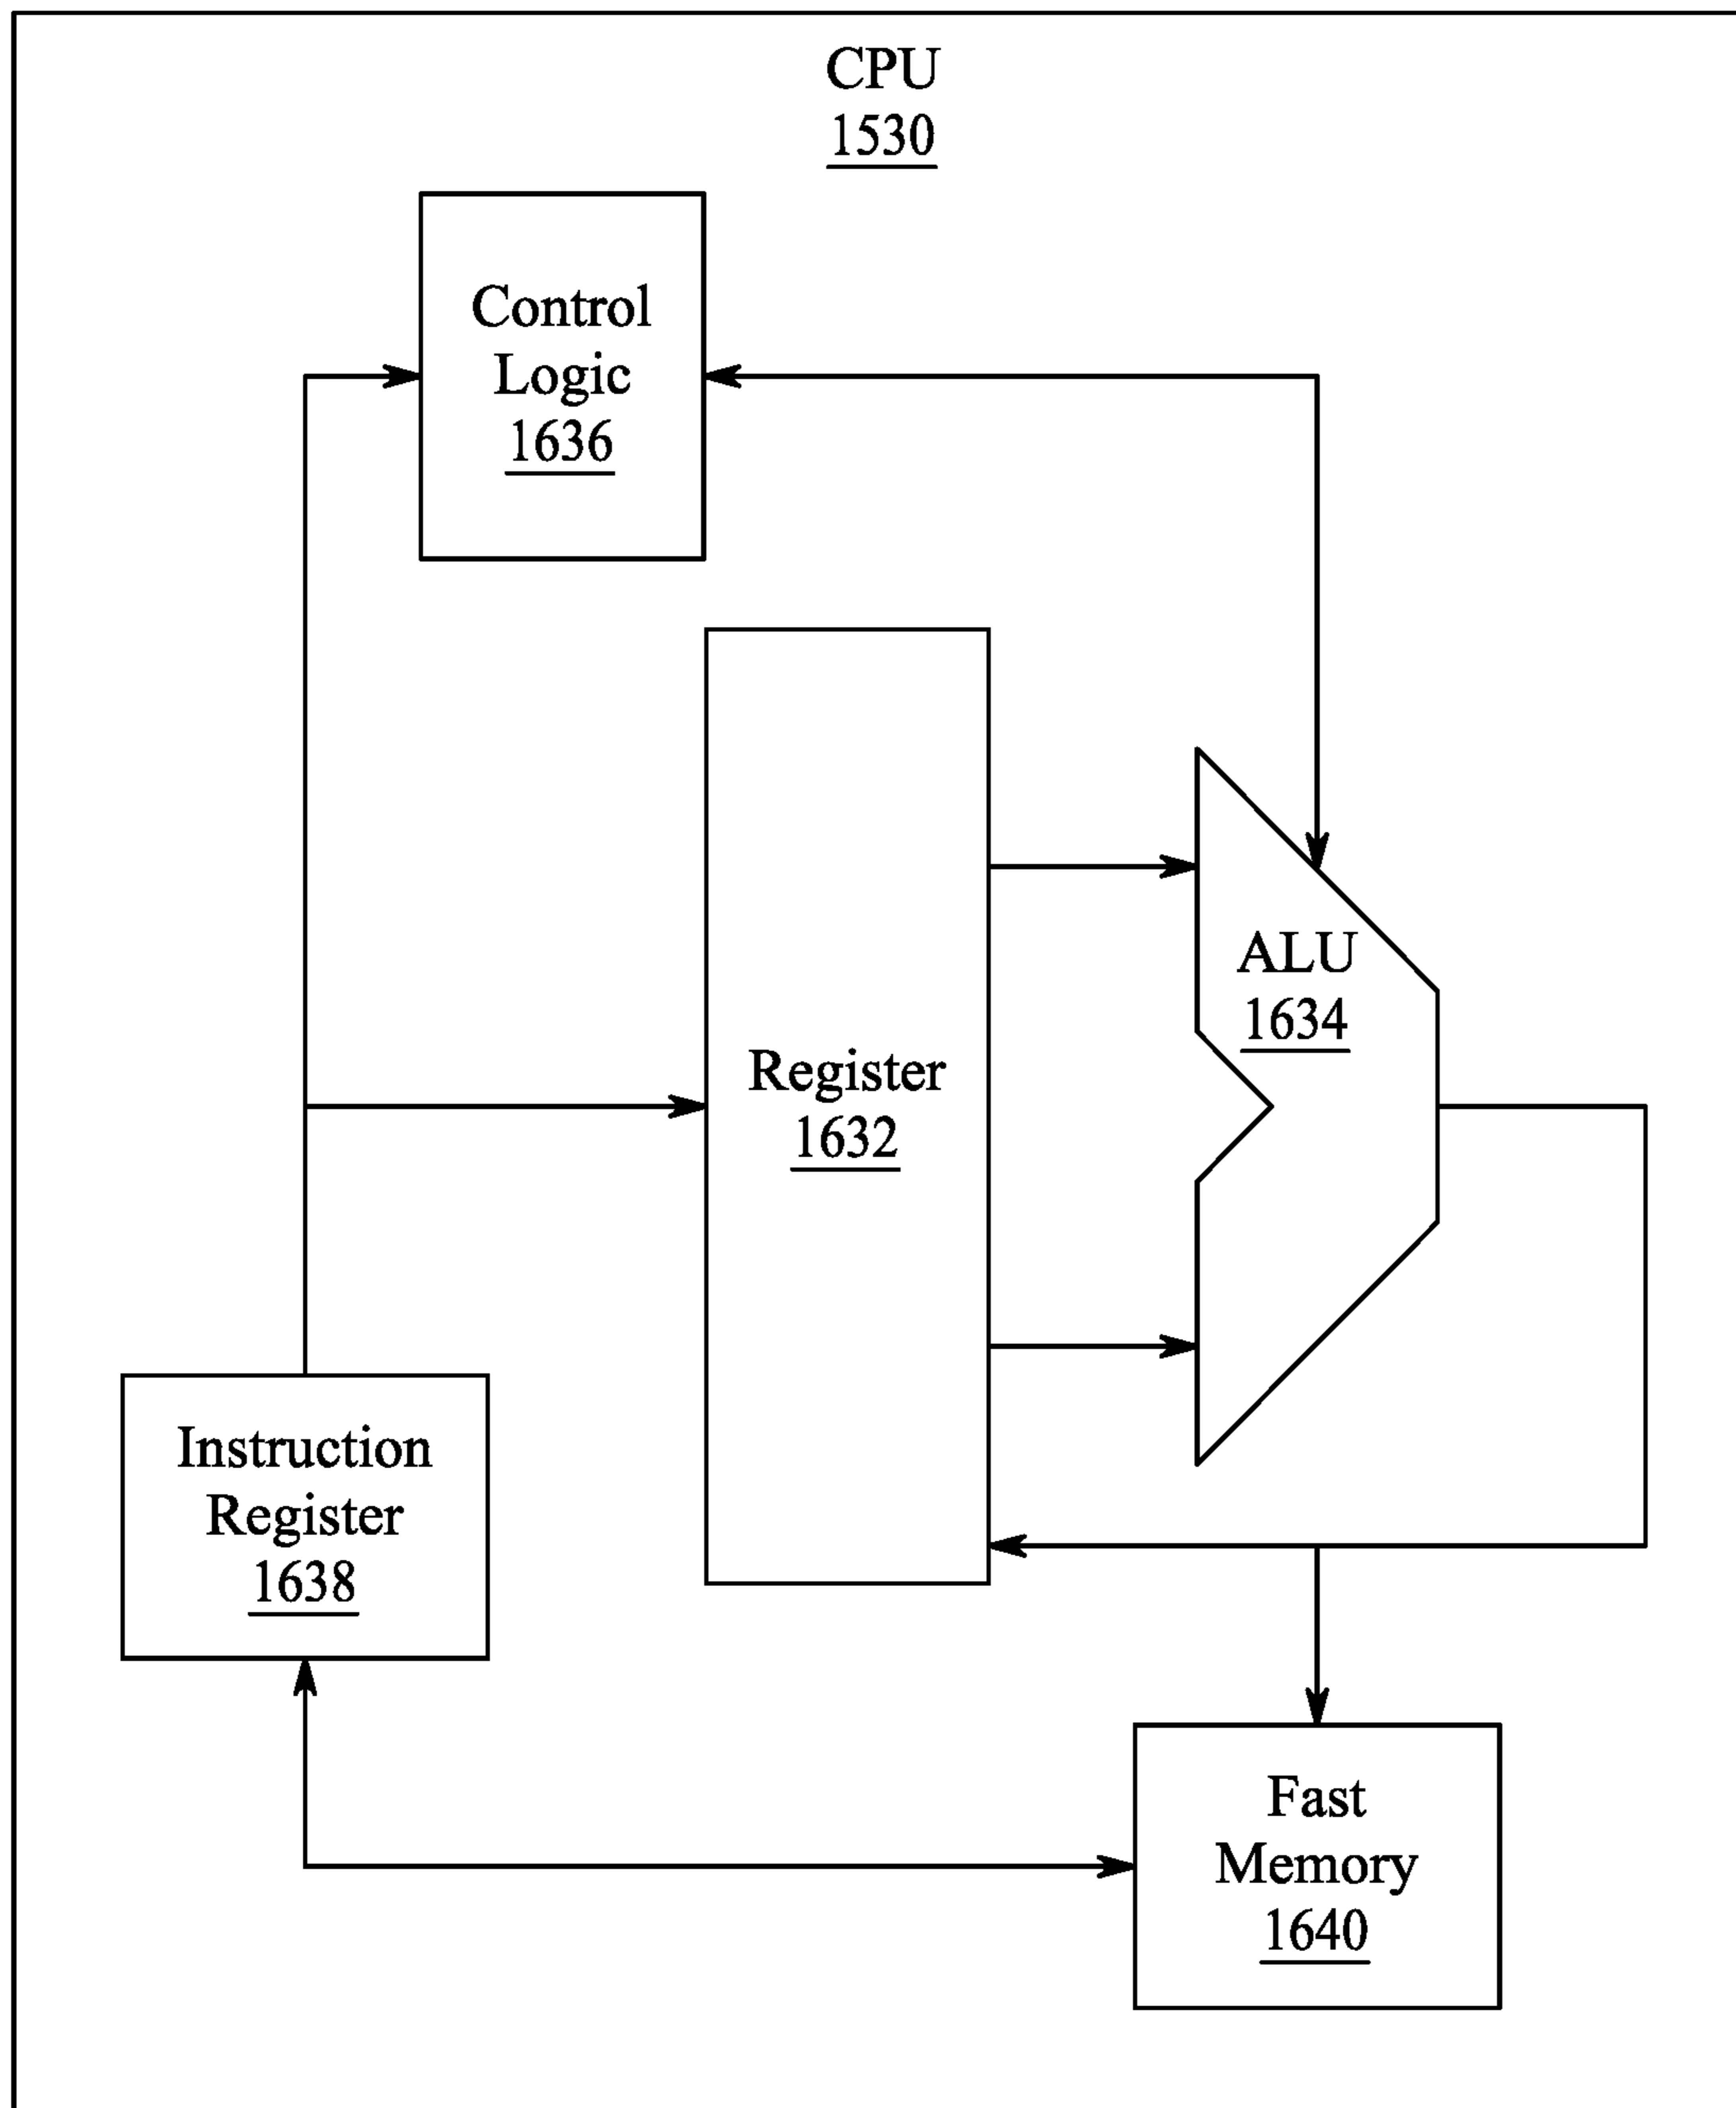 CPU
1530
Control
Logic
1636
ALU
1634
Register
1632
Instruction
Register
1638
Fast
Memory
1640